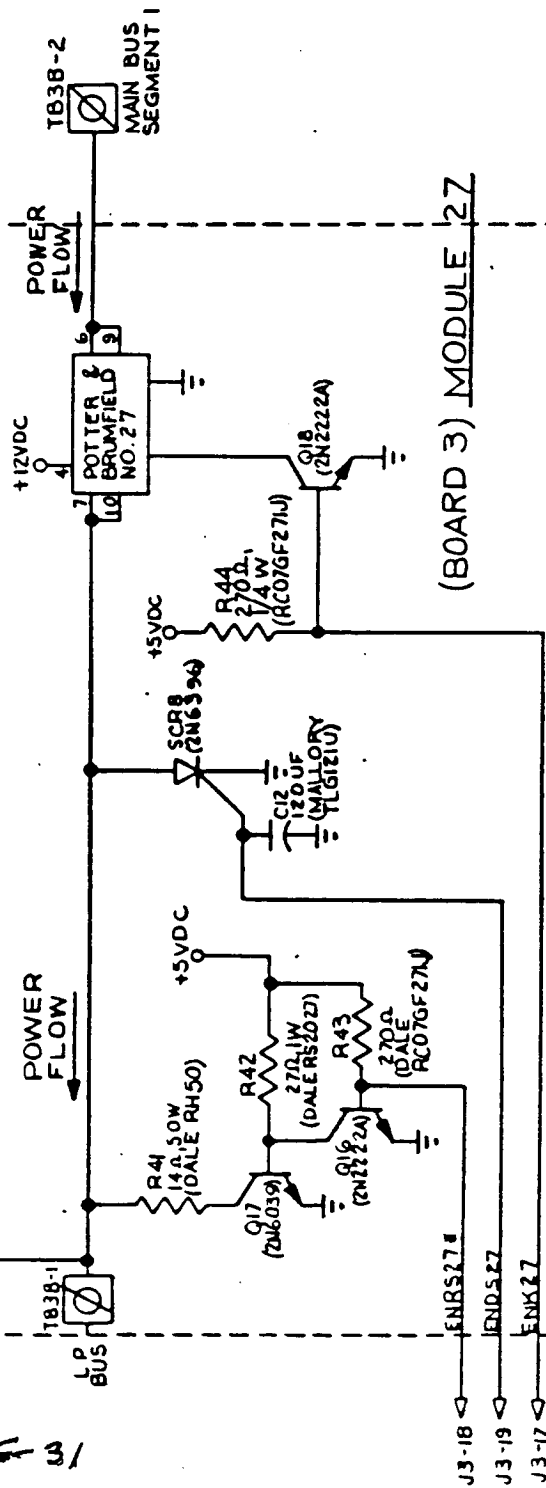 TB3B-2
MAIN BUS
SEGMENT 1
POWER
FLOW
6
9
+12VDC
4
POTTER &
BRUMFIELD
NO. 27
7
10
(BOARD 3) MODULE 27
Q18
(2N2222A)
R44
270Ω,
1/4 W
(RC07GF271J)
+5VDC
SCR8
(2N6396)
C12
120UF
(MALLORY
TLG121U)
POWER
FLOW
+5VDC
R42
27Ω, 1W
(DALE RS2027)
R43
270Ω
(DALE
RC07GF271J)
R41
14Ω 50W
(DALE RH50)
Q17
(2N6039)
Q16
(2N2222A)
TB3B-1
LP
BUS
ENRS27*
ENDS27
ENK27
J3-18
J3-19
J3-17